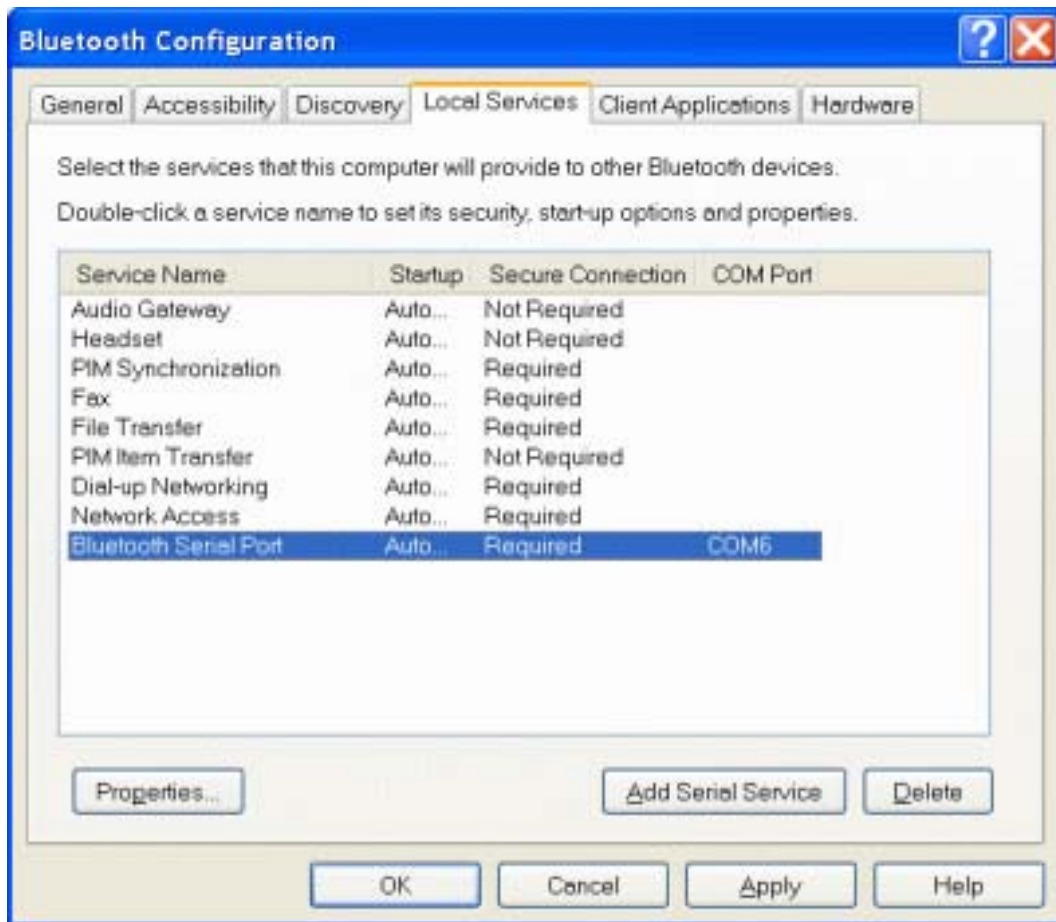 Bluetooth Configuration
General Accessibility Discovery Local Services Client Applications Hardware
Select the services that this computer will provide to other Bluetooth devices.
Double-click a service name to set its security, start-up options and properties.
Service Name Startup Secure Connection COM Port
Audio Gateway Auto... Not Required
Headset Auto... Not Required
PIM Synchronization Auto... Required
Fax Auto... Required
File Transfer Auto... Required
PIM Item Transfer Auto... Not Required
Dial-up Networking Auto... Required
Network Access Auto... Required
Bluetooth Serial Port Auto... Required COM6
Properties... Add Serial Service Delete
OK Cancel Apply Help